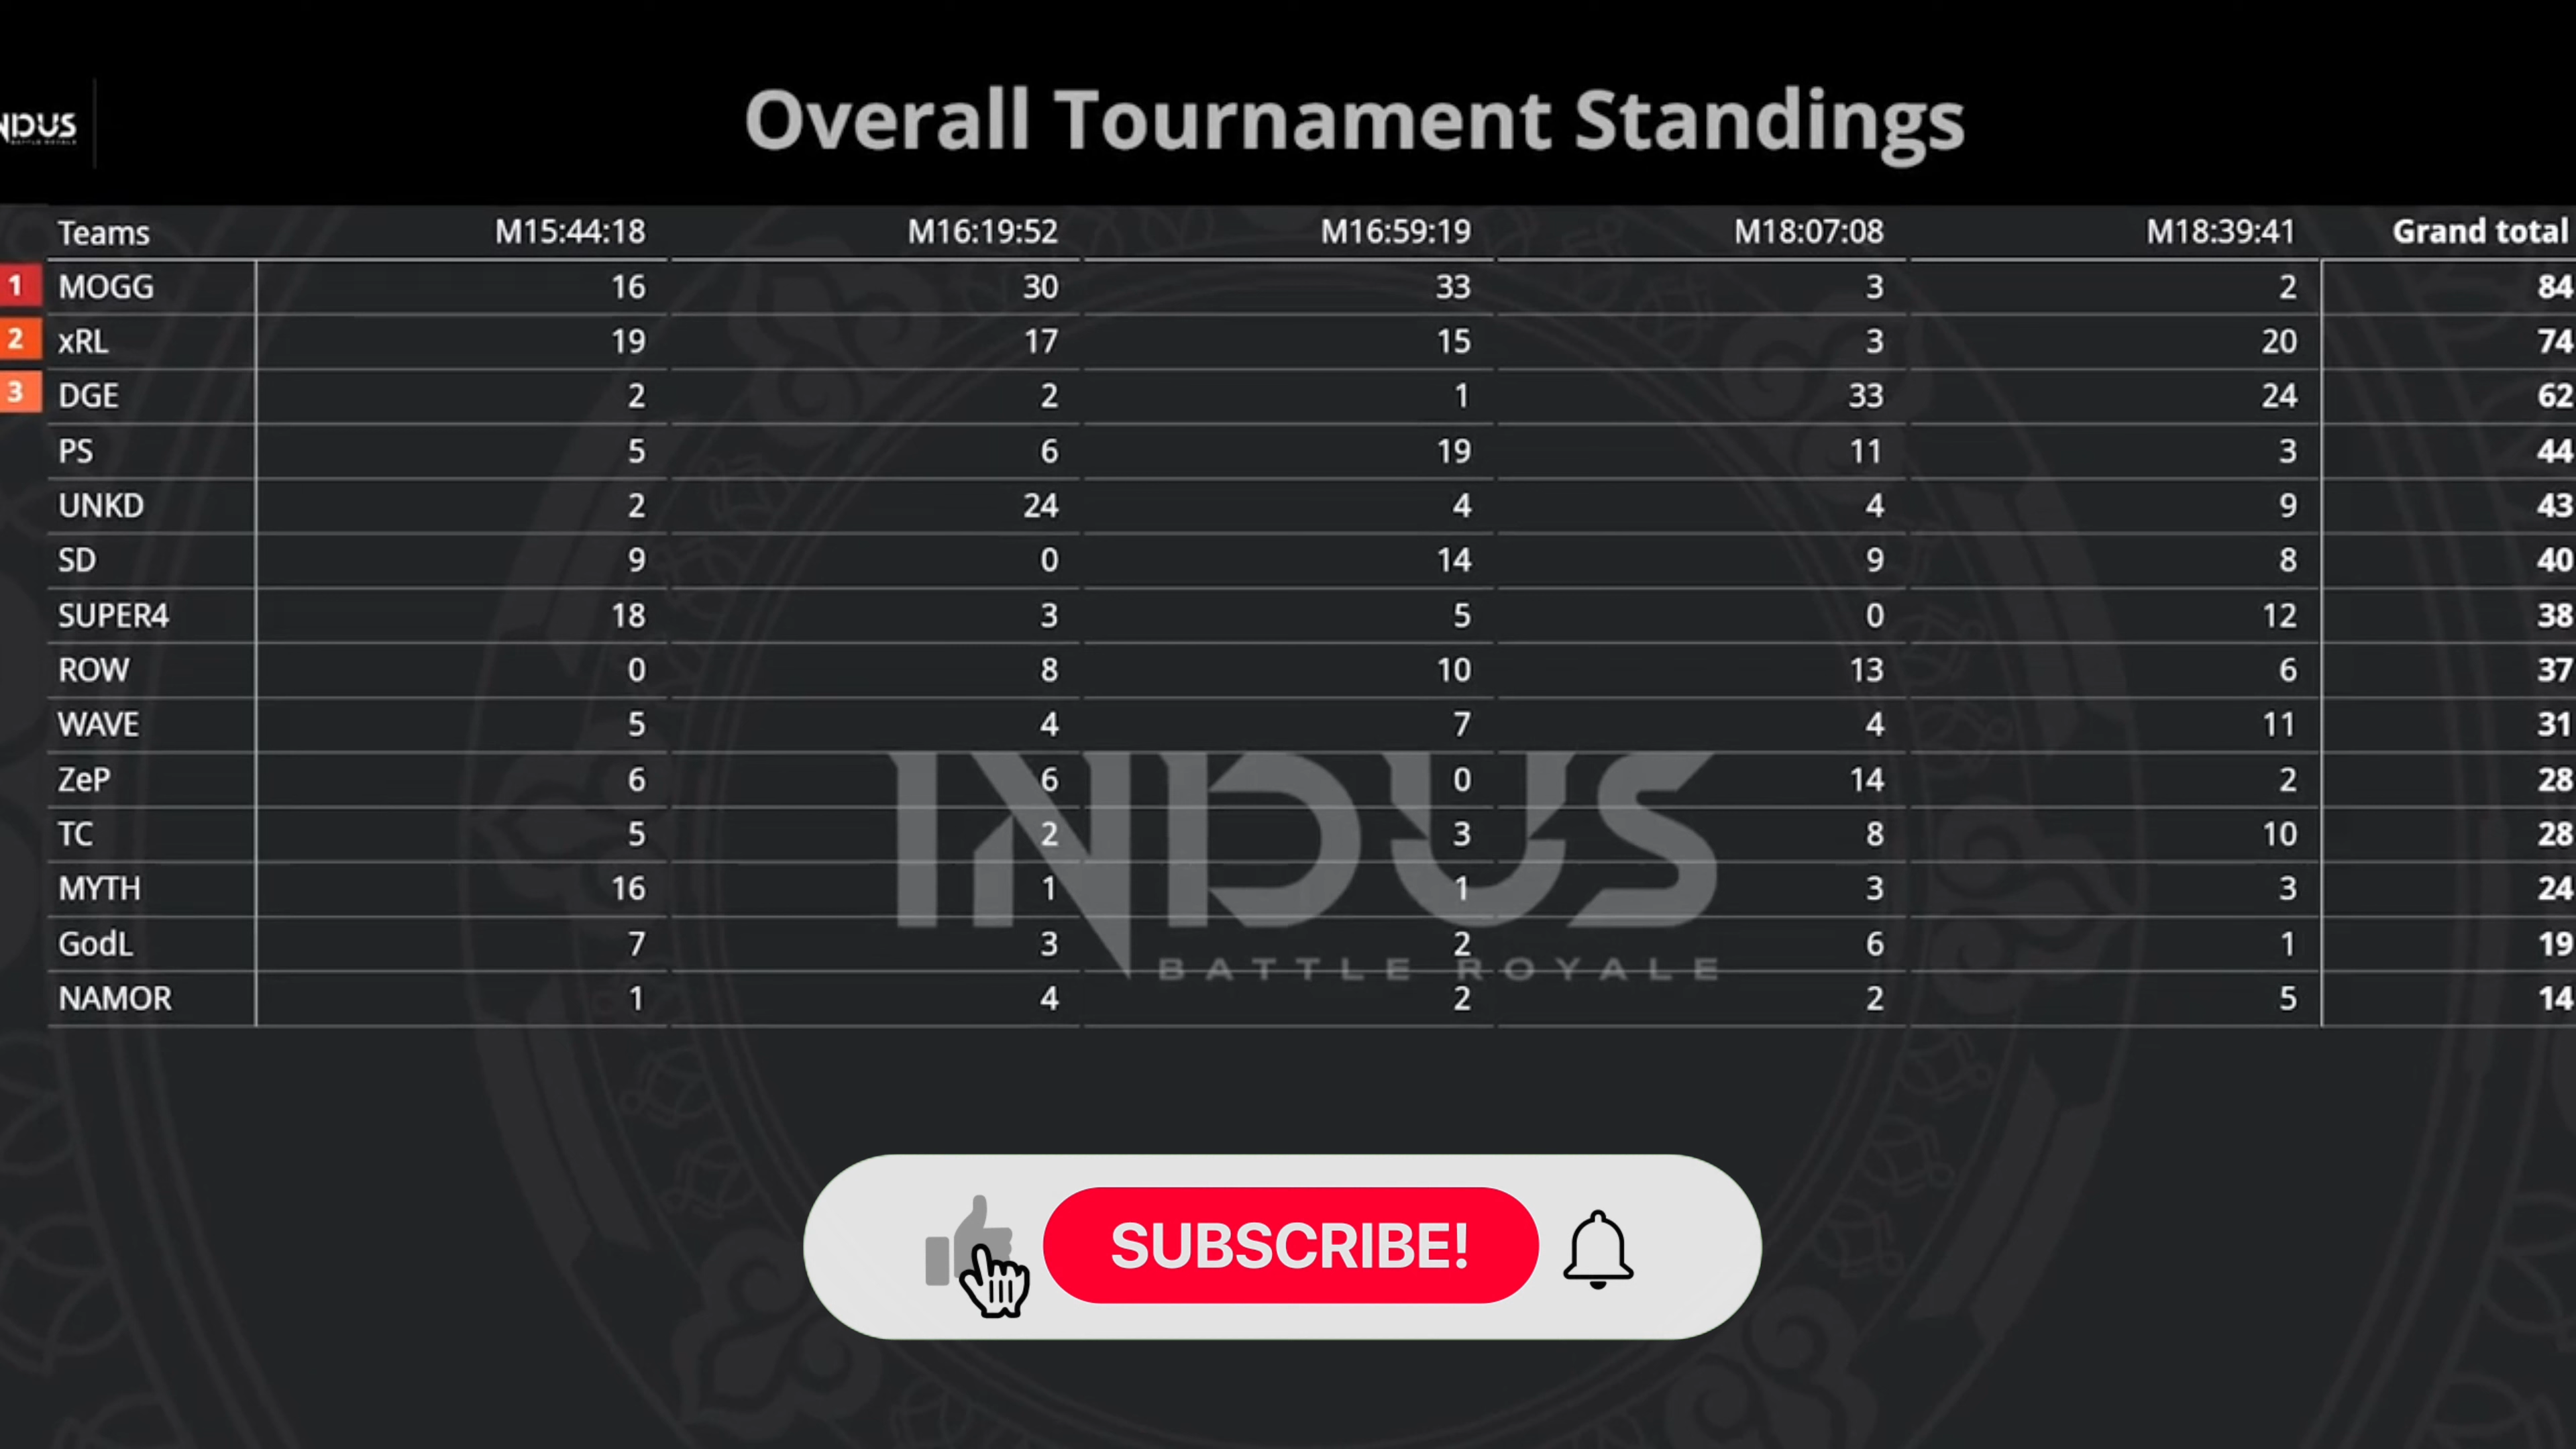 Overall Tournament Standings
NDUS
BATTLE ROYALE
Teams M15:44:18 M16:19:52 M16:59:19 M18:07:08 M18:39:41 Grand total
1 MOGG 16 30 33 3 2 84
2 xRL 19 17 15 3 20 74
3 DGE 2 2 1 33 24 62
PS 5 6 19 11 3 44
UNKD 2 24 4 4 9 43
SD 9 0 14 9 8 40
SUPER4 18 3 5 0 12 38
ROW 0 8 10 13 6 37
WAVE 5 4 7 4 11 31
ZeP 6 6 0 14 2 28
TC 5 2 3 8 10 28
MYTH 16 1 1 3 3 24
GodL 7 3 2 6 1 19
NAMOR 1 4 2 2 5 14
INDUS
BATTLE ROYALE
SUBSCRIBE!